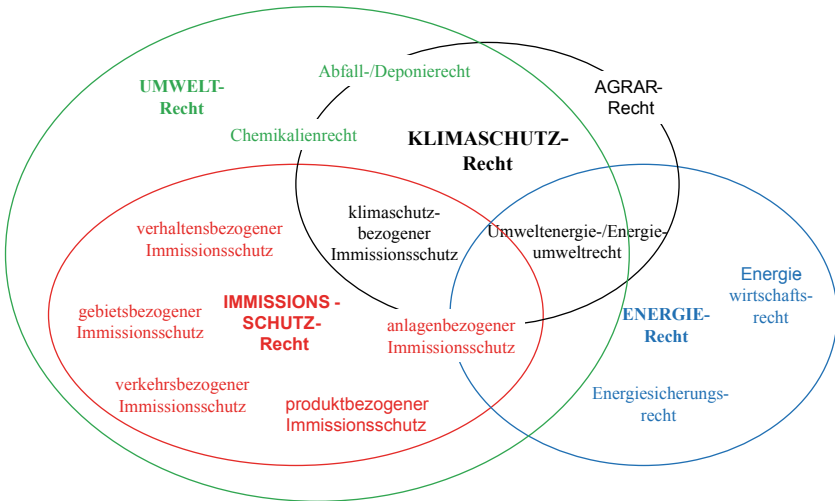 Abfall-/Deponierecht
UMWELT-
Recht
AGRAR-
Recht
Chemikalienrecht
KLIMASCHUTZ-
Recht
klimaschutz-
bezogener
Immissionsschutz
verhaltensbezogener
Immissionsschutz
Umweltenergie-/Energie-
umweltrecht
Energie
wirtschafts-
recht
gebietsbezogener
Immissionsschutz
IMMISSIONS -
SCHUTZ-
Recht
anlagenbezogener
Immissionsschutz
ENERGIE-
Recht
verkehrsbezogener
Immissionsschutz
produktbezogener
Immissionsschutz
Energiesicherungs-
recht